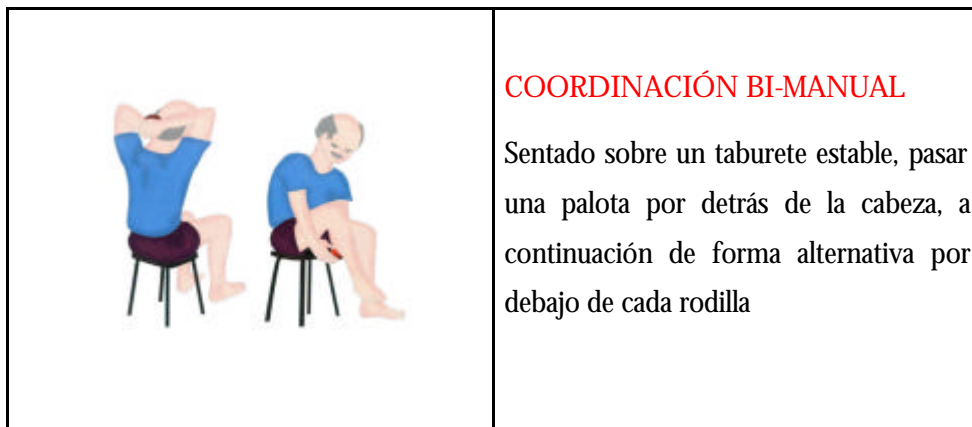 COORDINACIÓN BI-MANUAL
Sentado sobre un taburete estable, pasar
una palota por detrás de la cabeza, a
continuación de forma alternativa por
debajo de cada rodilla